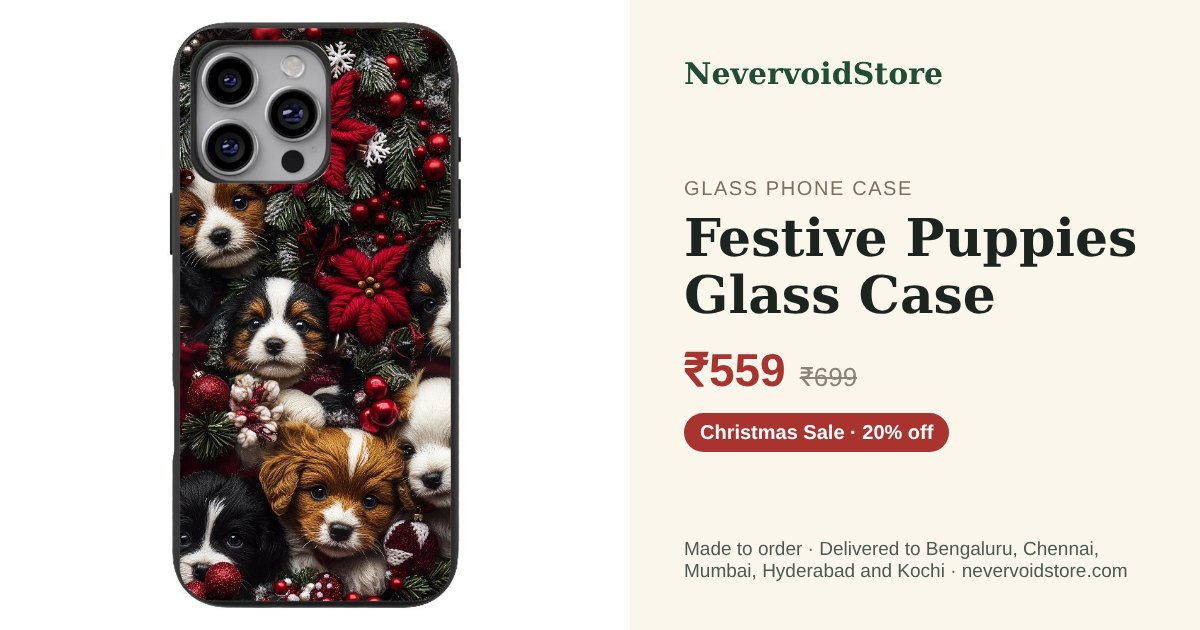 NevervoidStore
GLASS PHONE CASE
Festive Puppies
Glass Case
₹559 ₹699
Christmas Sale · 20% off
Made to order · Delivered to Bengaluru, Chennai,
Mumbai, Hyderabad and Kochi · nevervoidstore.com